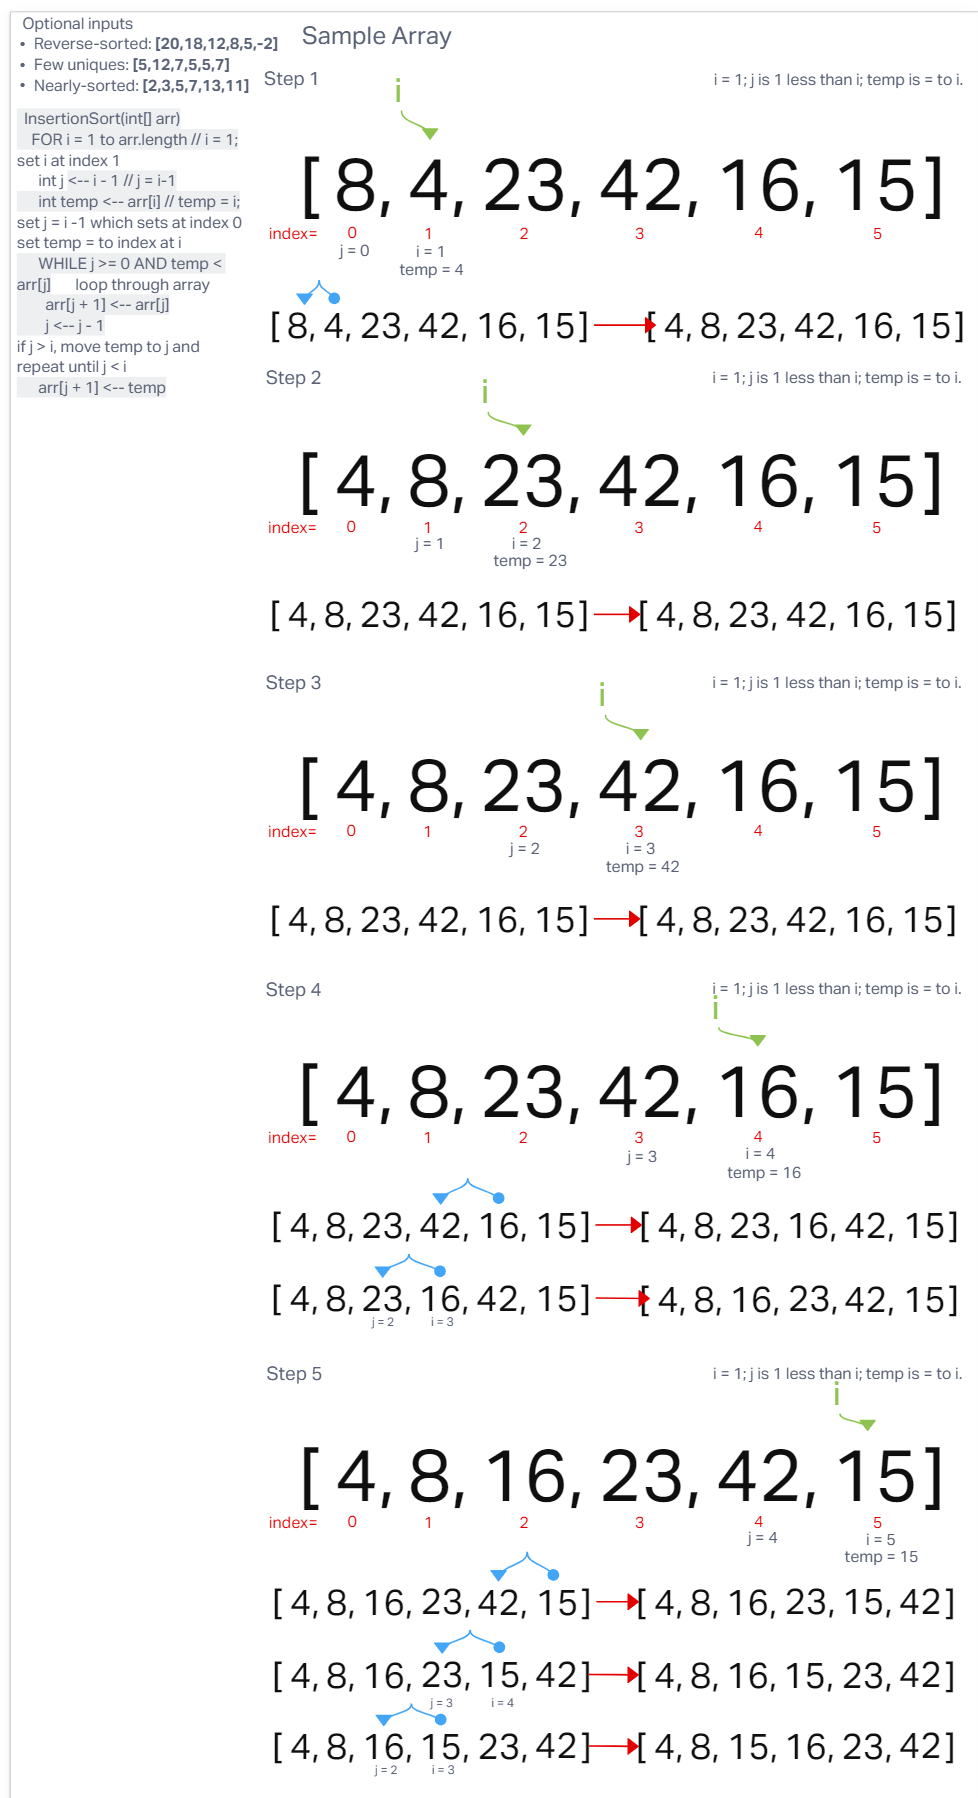 Optional inputs
• Reverse-sorted: [20,18,12,8,5,-2]
• Few uniques: [5,12,7,5,5,7]
• Nearly-sorted: [2,3,5,7,13,11]
InsertionSort(int[] arr)
FOR i = 1 to arr.length // i = 1;
set i at index 1
int j <-- i - 1 // j = i-1
int temp <-- arr[i] // temp = i;
set j = i -1 which sets at index 0
set temp = to index at i
WHILE j >= 0 AND temp <
arr[j] loop through array
arr[j + 1] <-- arr[j]
j <-- j - 1
if j > i, move temp to j and
repeat until j < i
arr[j + 1] <-- temp
Sample Array
Step 1
i = 1; j is 1 less than i; temp is = to i.
i
[ 8, 4, 23, 42, 16, 15 ]
index= 0 1 2 3 4 5
j = 0 i = 1
temp = 4
[ 8, 4, 23, 42, 16, 15 ] [ 4, 8, 23, 42, 16, 15 ]
Step 2
i = 1; j is 1 less than i; temp is = to i.
i
[ 4, 8, 23, 42, 16, 15 ]
index= 0 1 2 3 4 5
j = 1 i = 2
temp = 23
[ 4, 8, 23, 42, 16, 15 ] [ 4, 8, 23, 42, 16, 15 ]
Step 3
i = 1; j is 1 less than i; temp is = to i.
i
[ 4, 8, 23, 42, 16, 15 ]
index= 0 1 2 3 4 5
j = 2 i = 3
temp = 42
[ 4, 8, 23, 42, 16, 15 ] [ 4, 8, 23, 42, 16, 15 ]
Step 4
i = 1; j is 1 less than i; temp is = to i.
i
[ 4, 8, 23, 42, 16, 15 ]
index= 0 1 2 3 4 5
j = 3 i = 4
temp = 16
[ 4, 8, 23, 42, 16, 15 ] [ 4, 8, 23, 16, 42, 15 ]
[ 4, 8, 23, 16, 42, 15 ] [ 4, 8, 16, 23, 42, 15 ]
j = 2 i = 3
Step 5
i = 1; j is 1 less than i; temp is = to i.
i
[ 4, 8, 16, 23, 42, 15 ]
index= 0 1 2 3 4 5
j = 4 i = 5
temp = 15
[ 4, 8, 16, 23, 42, 15 ] [ 4, 8, 16, 23, 15, 42 ]
[ 4, 8, 16, 23, 15, 42 ] [ 4, 8, 16, 15, 23, 42 ]
j = 3 i = 4
[ 4, 8, 16, 15, 23, 42 ] [ 4, 8, 15, 16, 23, 42 ]
j = 2 i = 3